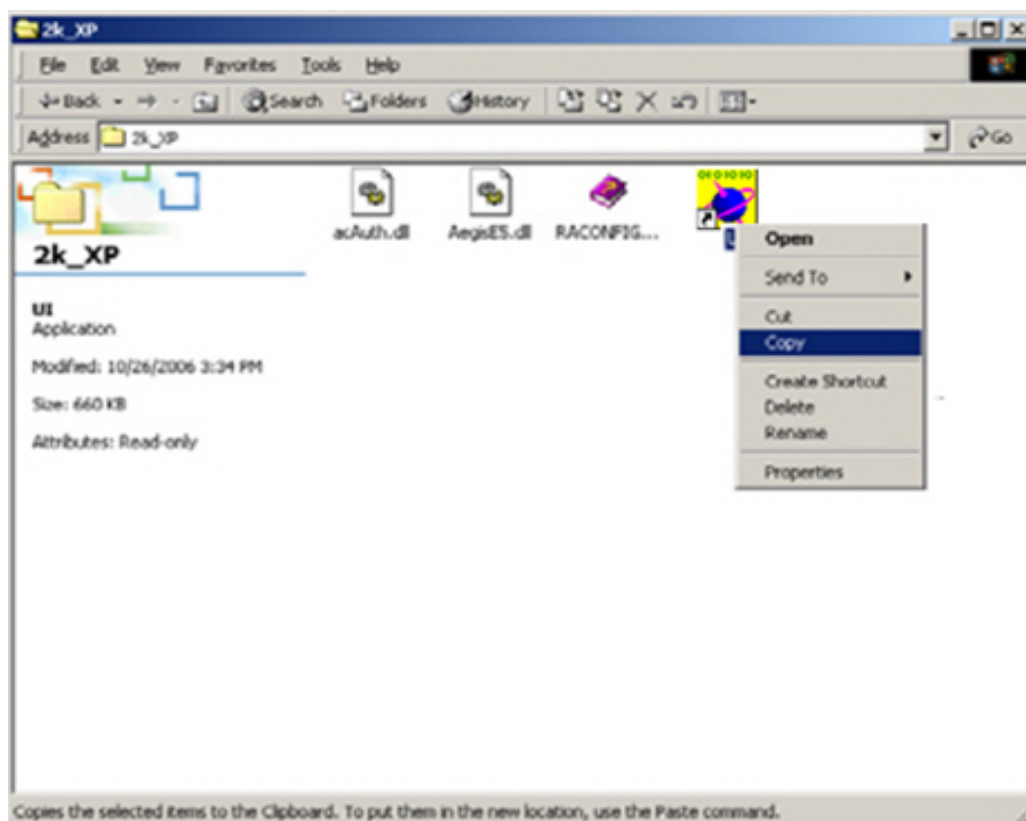 2k_XP
File Edit View Favorites Tools Help
Back Search Folders History
Address 2k_XP Go
010 1010
acAuth.dll AegisE5.dll RACONFIG...
2k_XP
UI
Application
Modified: 10/26/2006 3:34 PM
Size: 660 KB
Attributes: Read-only
Open
Send To
Cut
Copy
Create Shortcut
Delete
Rename
Properties
Copies the selected items to the Clipboard. To put them in the new location, use the Paste command.